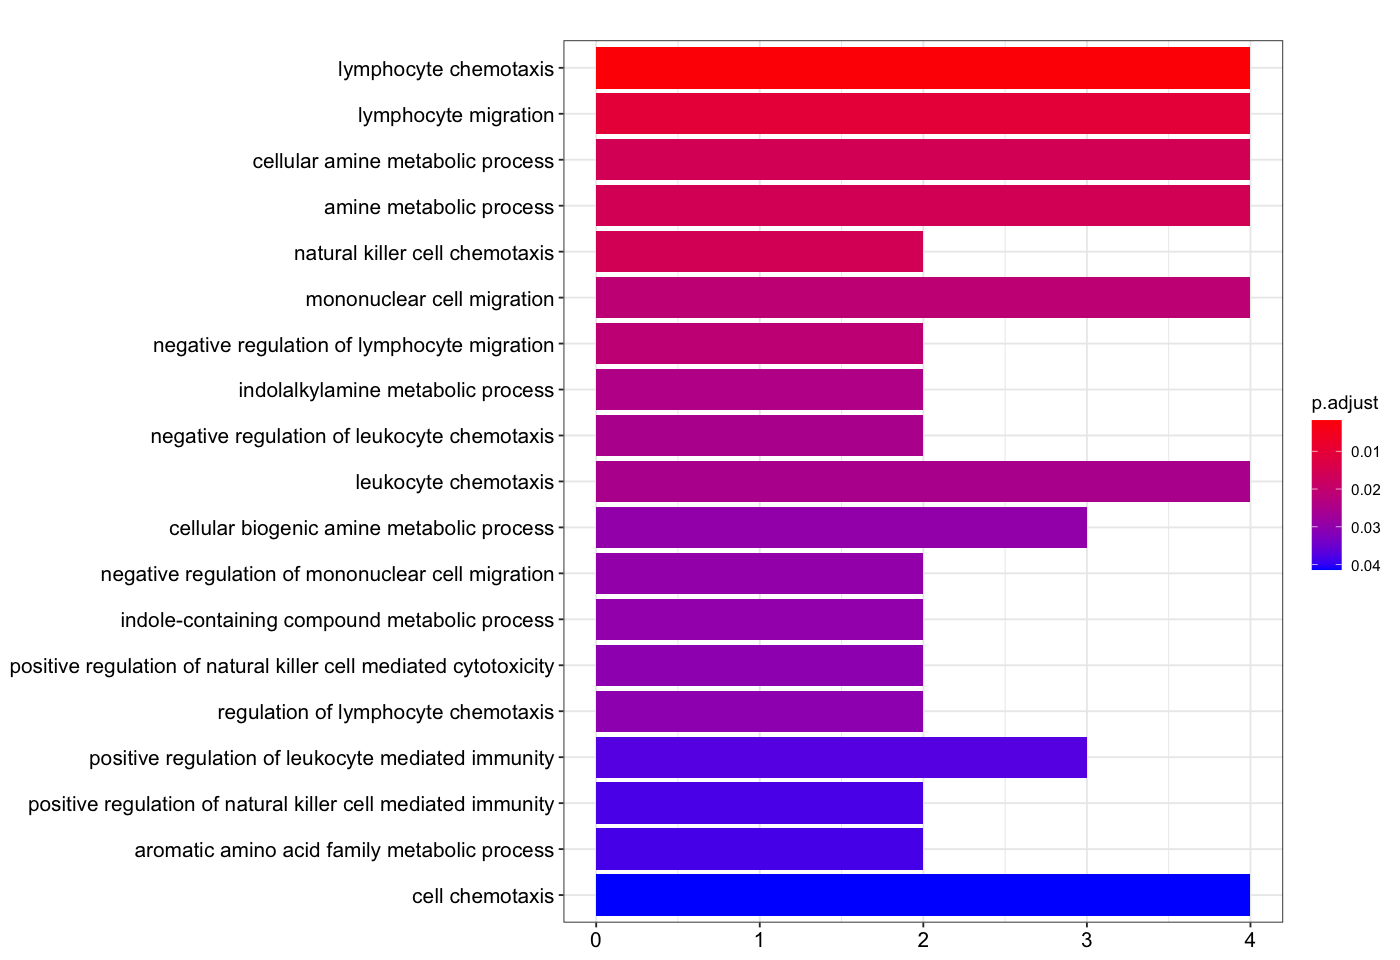 lymphocyte chemotaxis
lymphocyte migration
cellular amine metabolic process
amine metabolic process
natural killer cell chemotaxis
mononuclear cell migration
negative regulation of lymphocyte migration
indolalkylamine metabolic process
negative regulation of leukocyte chemotaxis
leukocyte chemotaxis
cellular biogenic amine metabolic process
negative regulation of mononuclear cell migration
indole-containing compound metabolic process
positive regulation of natural killer cell mediated cytotoxicity
regulation of lymphocyte chemotaxis
positive regulation of leukocyte mediated immunity
positive regulation of natural killer cell mediated immunity
aromatic amino acid family metabolic process
cell chemotaxis
0 1 2 3 4
p.adjust
0.01
0.02
0.03
0.04